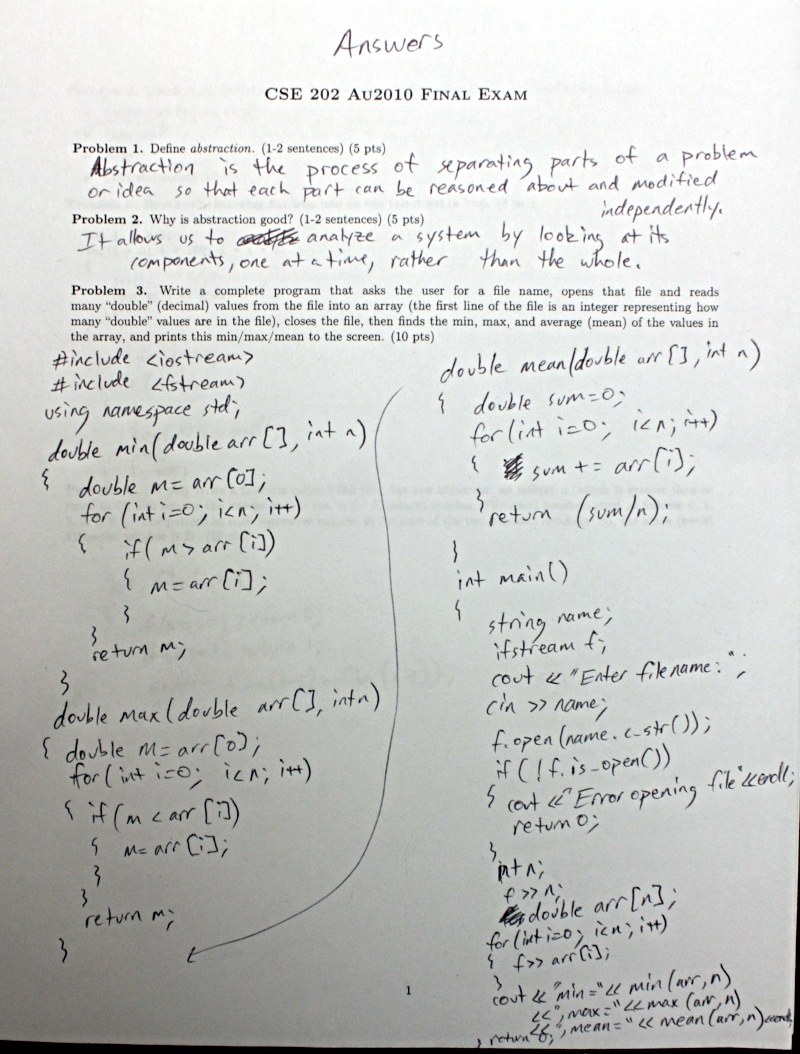 Answers
CSE 202 AU2010 FINAL EXAM
Problem 1. Define abstraction. (1-2 sentences) (5 pts)
Abstraction is the process of separating parts of a problem
or idea so that each part can be reasoned about and modified
independently.
Problem 2. Why is abstraction good? (1-2 sentences) (5 pts)
It allows us to analyze a system by looking at its
components, one at a time, rather than the whole.
Problem 3. Write a complete program that asks the user for a file name, opens that file and reads
many "double" (decimal) values from the file into an array (the first line of the file is an integer representing how
many "double" values are in the file), closes the file, then finds the min, max, and average (mean) of the values in
the array, and prints this min/max/mean to the screen. (10 pts)
#include <iostream>
#include <fstream>
using namespace std;
double min(double arr[], int n)
{ double m = arr[0];
for (int i=0; i<n; i++)
{ if( m > arr[i])
{ m = arr[i];
}
}
return m;
}
double max(double arr[], int n)
{ double m = arr[0];
for(int i=0; i<n; i++)
{ if(m < arr[i])
{ m= arr[i];
}
}
return m;
}
double mean(double arr[], int n)
{ double sum=0;
for(int i=0; i<n; i++)
{ sum += arr[i];
}
return (sum/n);
}
int main()
{ string name;
ifstream f;
cout << "Enter filename: ";
cin >> name;
f.open(name.c_str());
if (!f.is_open())
{ cout << "Error opening file"<<endl;
return 0;
}
int n;
f >> n;
double arr[n];
for(int i=0; i<n; i++)
{ f>> arr[i];
}
cout << "min ="<< min(arr,n)
<<", max="<<max(arr,n)
<<", mean="<< mean(arr,n)<<endl;
return 0;
1